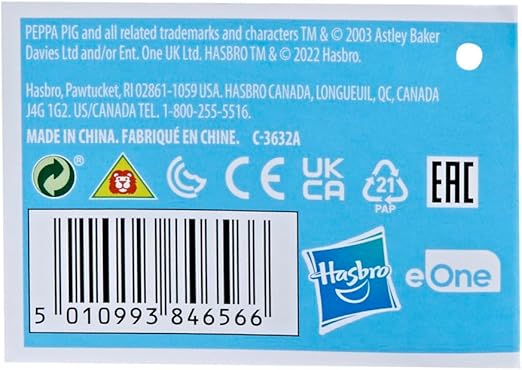 PEPPA PIG and all related trademarks and characters TM & © 2003 Astley Baker
Davies Ltd and/or Ent. One UK Ltd. HASBRO TM & © 2022 Hasbro.
Hasbro, Pawtucket, RI 02861-1059 USA. HASBRO CANADA, LONGUEUIL, QC, CANADA
J4G 1G2. US/CANADA TEL. 1-800-255-5516.
MADE IN CHINA. FABRIQUÉ EN CHINE. C-3632A
® CE UK CA 21 PAP EAC
Hasbro
eOne
5 010993 846566